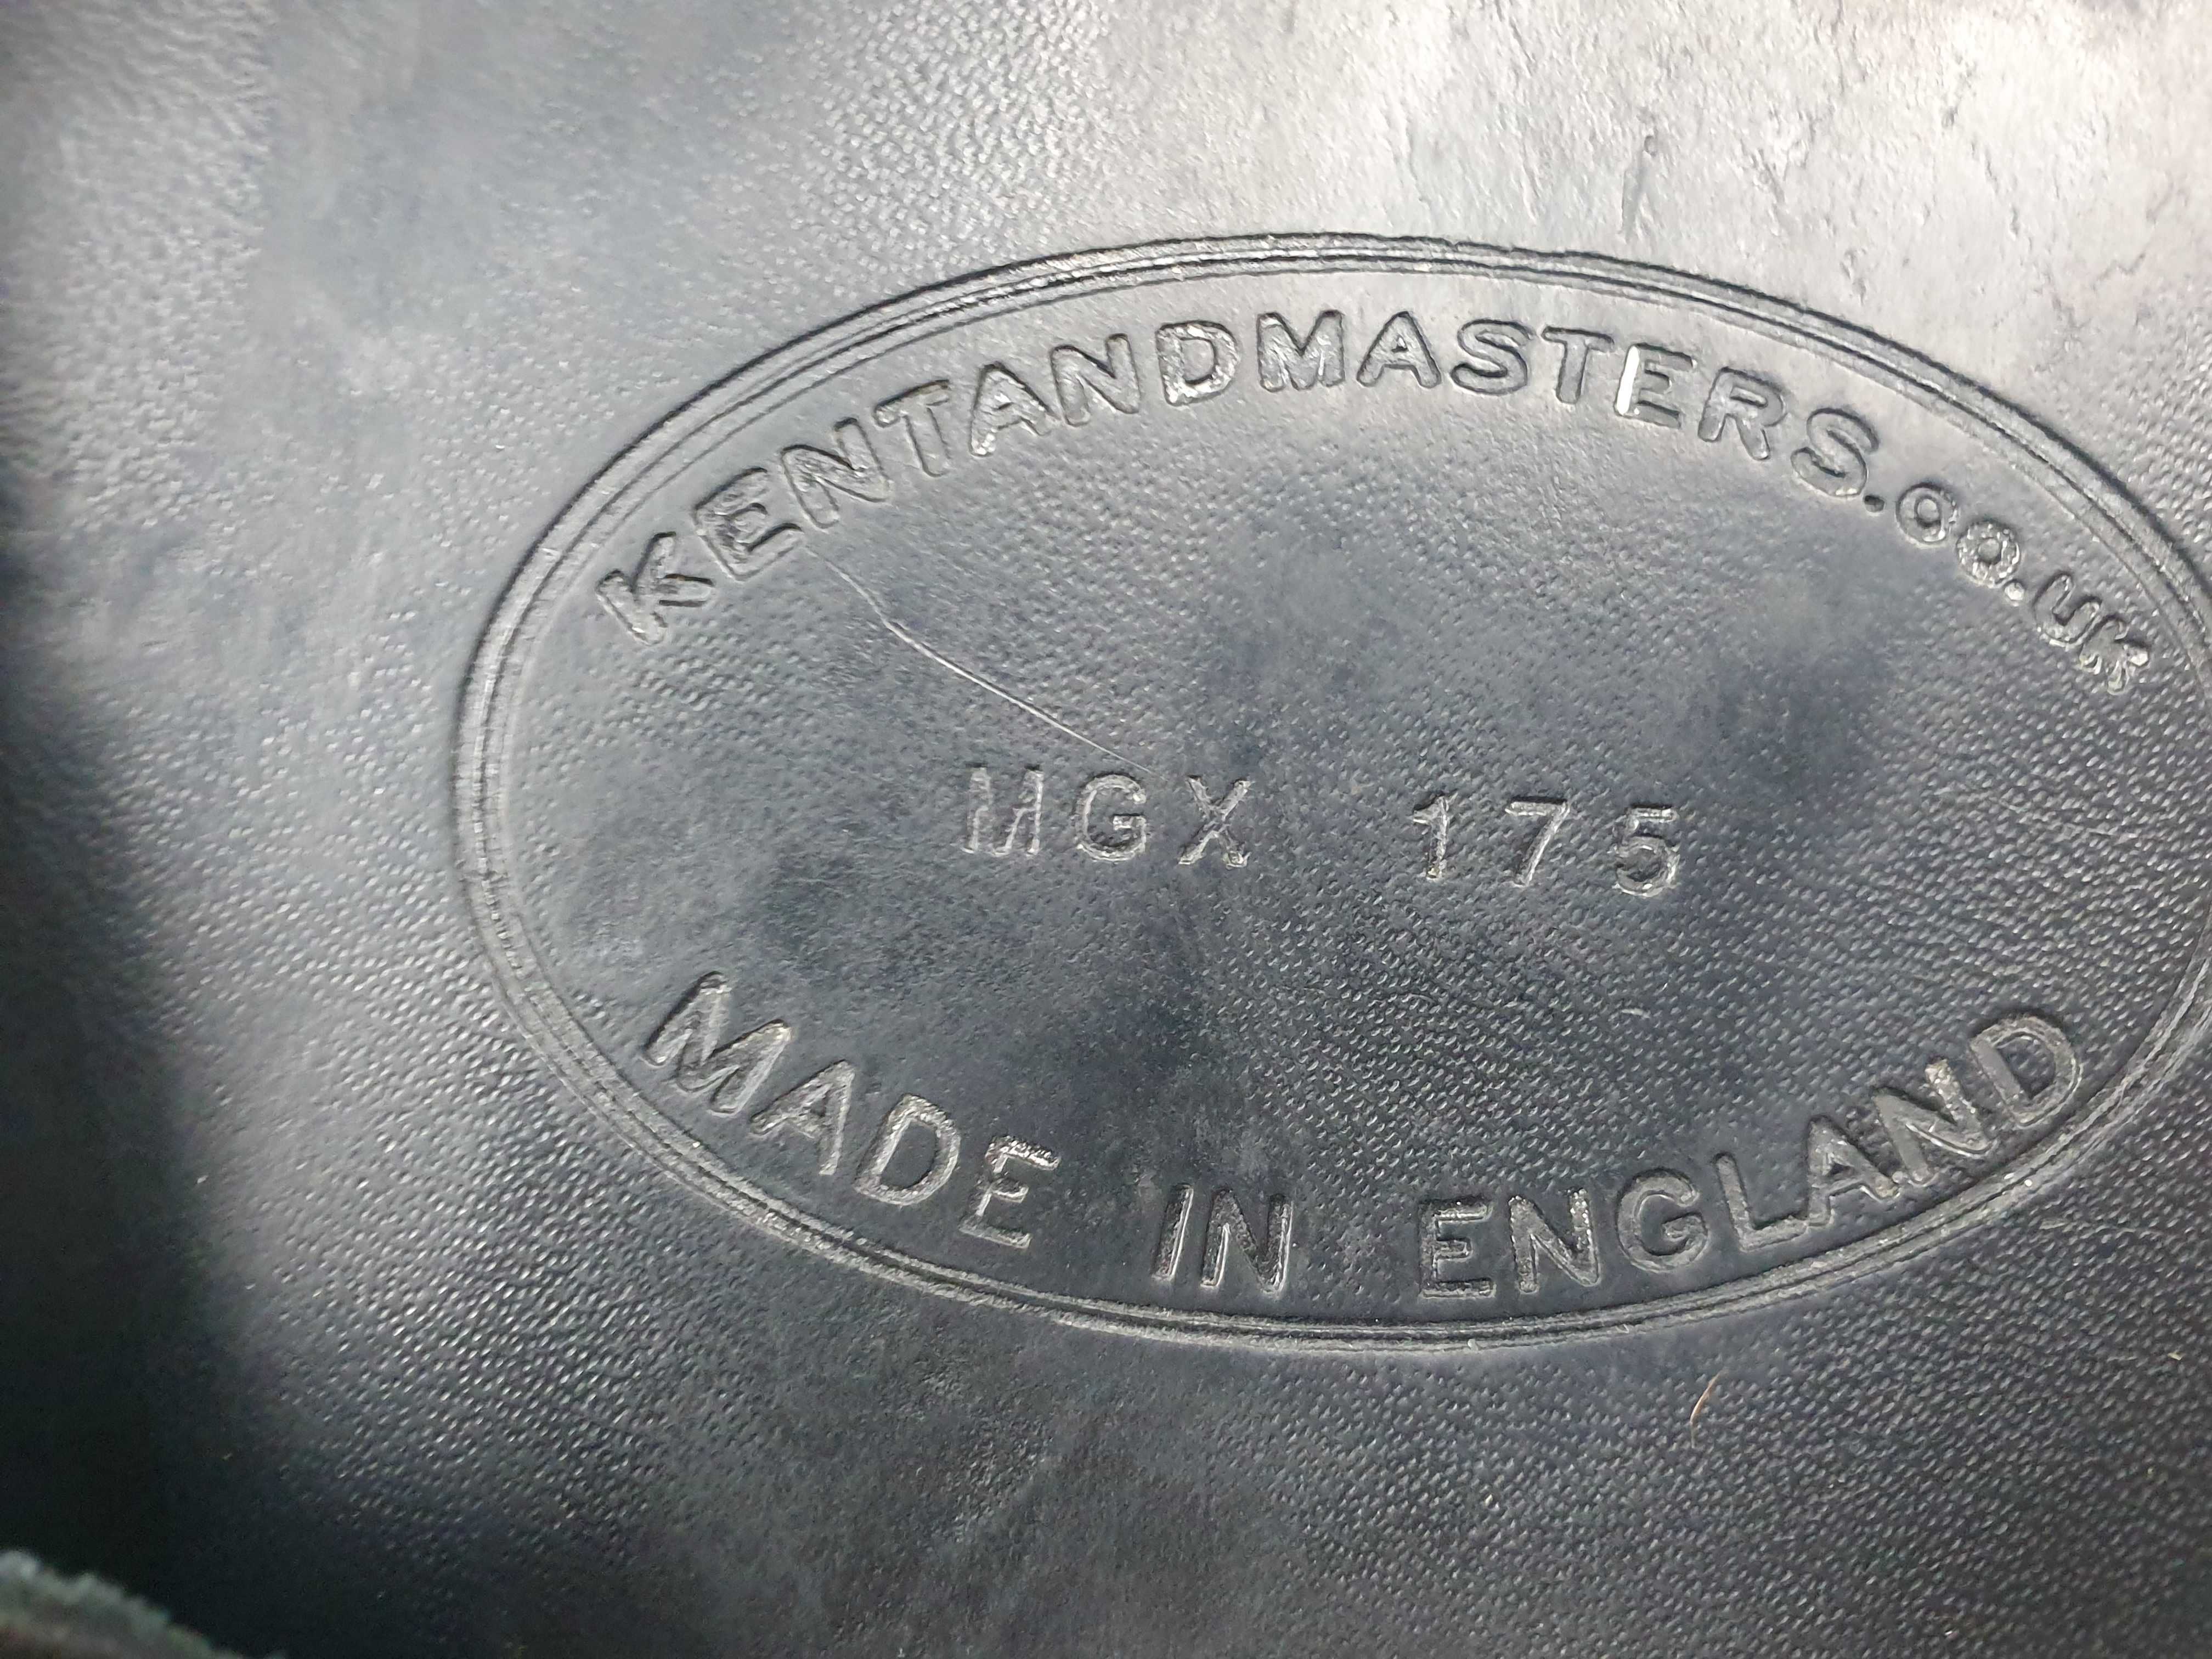 KENTANDMASTERS.CO.UK
MGX 175
MADE IN ENGLAND